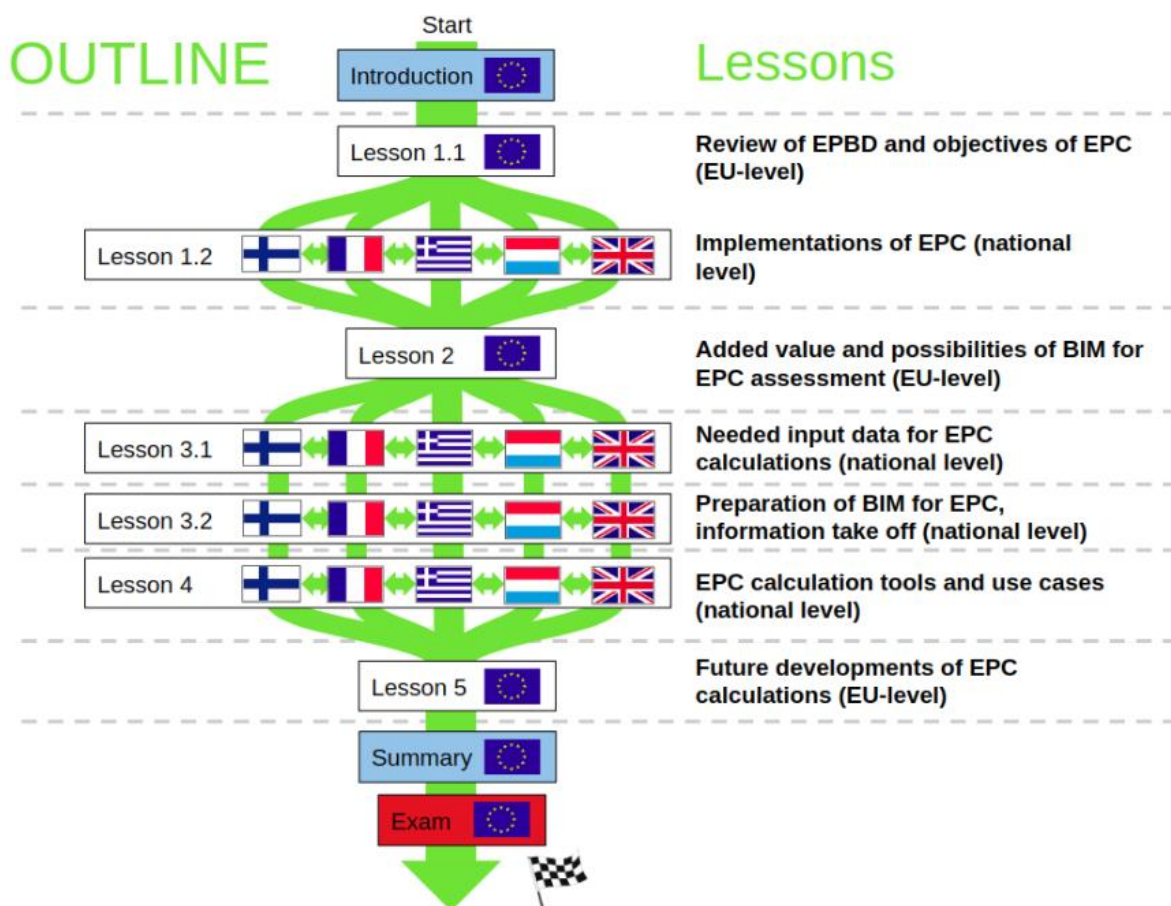 Start
OUTLINE
Lessons
Introduction
Lesson 1.1
Review of EPBD and objectives of EPC
(EU-level)
Lesson 1.2
Implementations of EPC (national
level)
Lesson 2
Added value and possibilities of BIM for
EPC assessment (EU-level)
Lesson 3.1
Needed input data for EPC
calculations (national level)
Lesson 3.2
Preparation of BIM for EPC,
information take off (national level)
Lesson 4
EPC calculation tools and use cases
(national level)
Lesson 5
Future developments of EPC
calculations (EU-level)
Summary
Exam